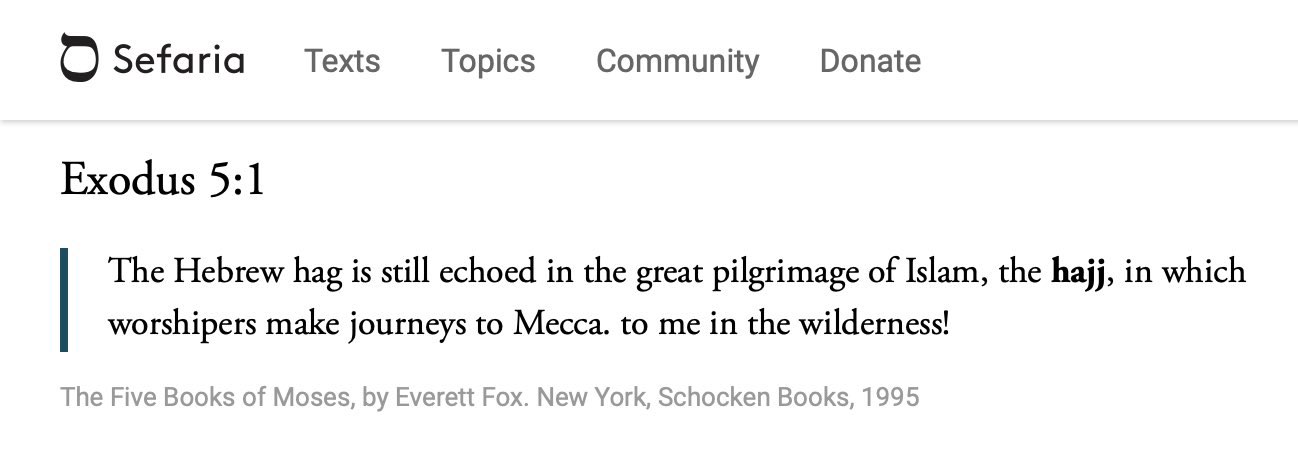 Sefaria Texts Topics Community Donate
Exodus 5:1
The Hebrew hag is still echoed in the great pilgrimage of Islam, the hajj, in which
worshipers make journeys to Mecca. to me in the wilderness!
The Five Books of Moses, by Everett Fox. New York, Schocken Books, 1995